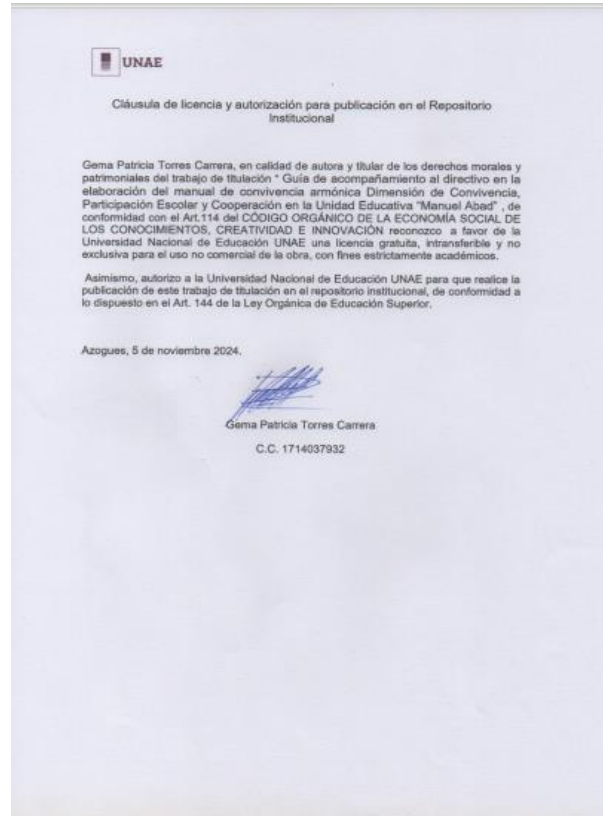 UNAE
Cláusula de licencia y autorización para publicación en el Repositorio
Institucional
Gema Patricia Torres Carrera, en calidad de autora y titular de los derechos morales y
patrimoniales del trabajo de titulación " Guía de acompañamiento al directivo en la
elaboración del manual de convivencia armónica Dimensión de Convivencia,
Participación Escolar y Cooperación en la Unidad Educativa "Manuel Abad" , de
conformidad con el Art.114 del CÓDIGO ORGÁNICO DE LA ECONOMÍA SOCIAL DE
LOS CONOCIMIENTOS, CREATIVIDAD E INNOVACIÓN reconozco a favor de la
Universidad Nacional de Educación UNAE una licencia gratuita, intransferible y no
exclusiva para el uso no comercial de la obra, con fines estrictamente académicos.
Asimismo, autorizo a la Universidad Nacional de Educación UNAE para que realice la
publicación de este trabajo de titulación en el repositorio institucional, de conformidad a
lo dispuesto en el Art. 144 de la Ley Orgánica de Educación Superior.
Azogues, 5 de noviembre 2024.
Gema Patricia Torres Carrera
C.C. 1714037932